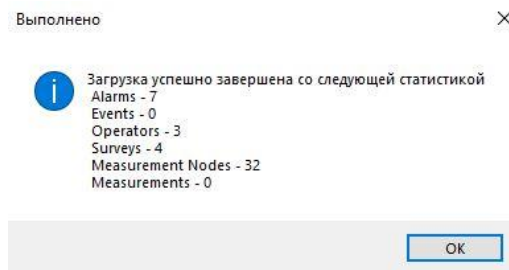 Выполнено
Загрузка успешно завершена со следующей статистикой
Alarms - 7
Events - 0
Operators - 3
Surveys - 4
Measurement Nodes - 32
Measurements - 0
OK